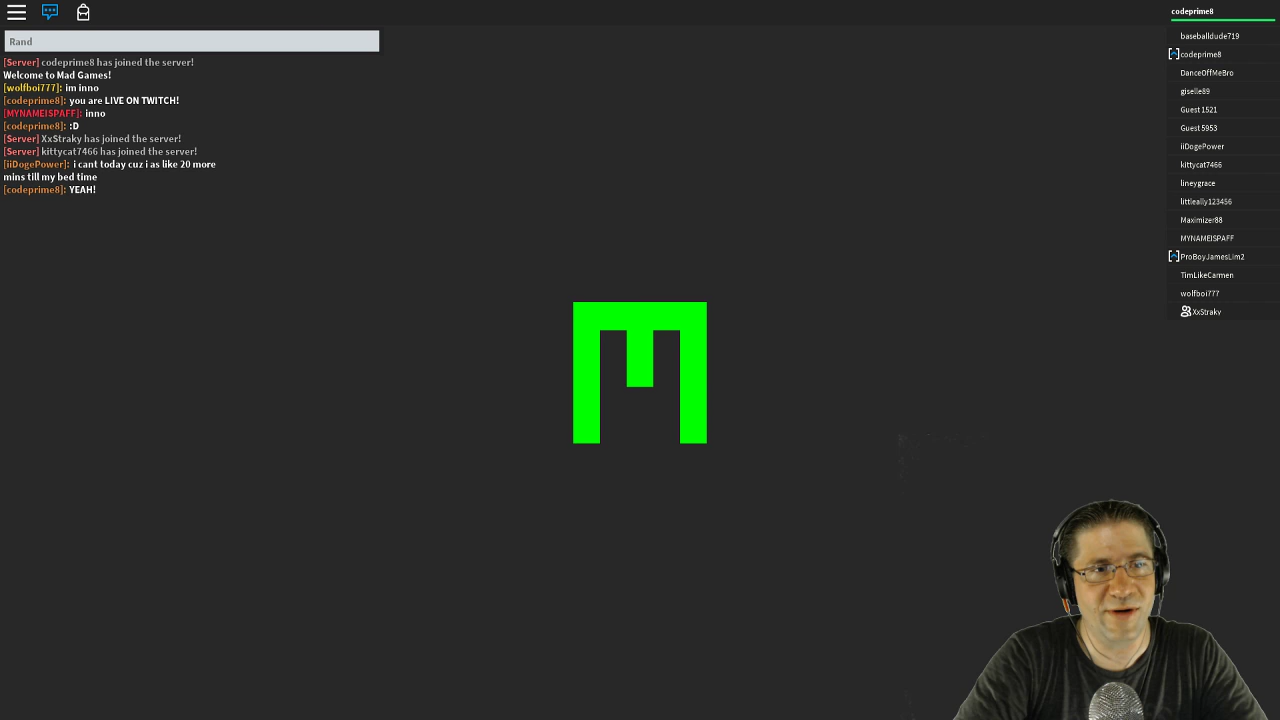 codeprime8
Rand
[Server] codeprime8 has joined the server!
Welcome to Mad Games!
[wolfboi777]: im inno
[codeprime8]: you are LIVE ON TWITCH!
[MYNAMEISPAFF]: inno
[codeprime8]: :D
[Server] XxStraky has joined the server!
[Server] kittycat7466 has joined the server!
[iiDogePower]: i cant today cuz i as like 20 more
mins till my bed time
[codeprime8]: YEAH!
M
baseballdude719
codeprime8
DanceOffMeBro
giselle89
Guest 1521
Guest 5953
iiDogePower
kittycat7466
lineygrace
littleally123456
Maximizer88
MYNAMEISPAFF
ProBoyJamesLim2
TimLikeCarmen
wolfboi777
XxStraky